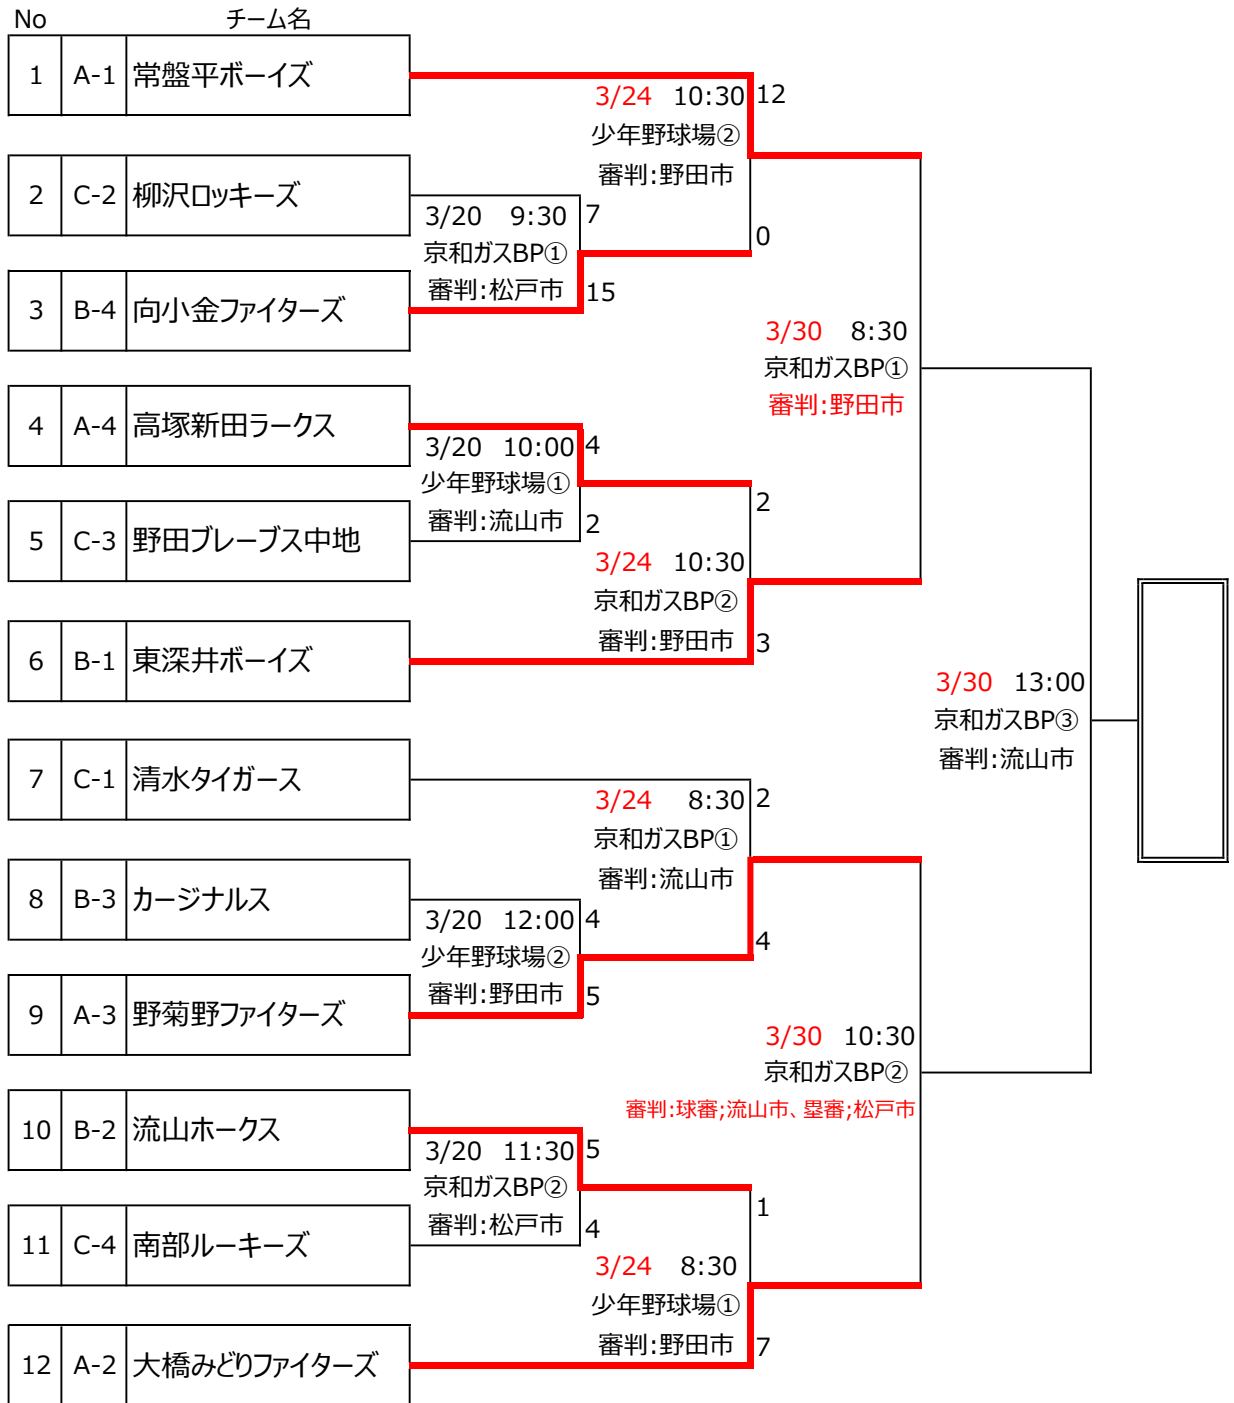 No チーム名
1 A-1 常盤平ボーイズ
3/24 10:30 12
少年野球場②
審判:野田市
2 C-2 柳沢ロッキーズ
3/20 9:30 7
0
京和ガスBP①
審判:松戸市 15
3 B-4 向小金ファイターズ
3/30 8:30
京和ガスBP①
審判:野田市
4 A-4 高塚新田ラークス
3/20 10:00 4
少年野球場①
2
審判:流山市 2
5 C-3 野田ブレーブス中地
3/24 10:30
京和ガスBP②
審判:野田市 3
6 B-1 東深井ボーイズ
3/30 13:00
京和ガスBP③
審判:流山市
7 C-1 清水タイガース
3/24 8:30 2
京和ガスBP①
審判:流山市
8 B-3 カージナルス
3/20 12:00 4
4
少年野球場②
審判:野田市 5
9 A-3 野菊野ファイターズ
3/30 10:30
京和ガスBP②
審判:球審;流山市、塁審;松戸市
10 B-2 流山ホークス
3/20 11:30 5
京和ガスBP②
1
審判:松戸市 4
11 C-4 南部ルーキーズ
3/24 8:30
少年野球場①
審判:野田市 7
12 A-2 大橋みどりファイターズ